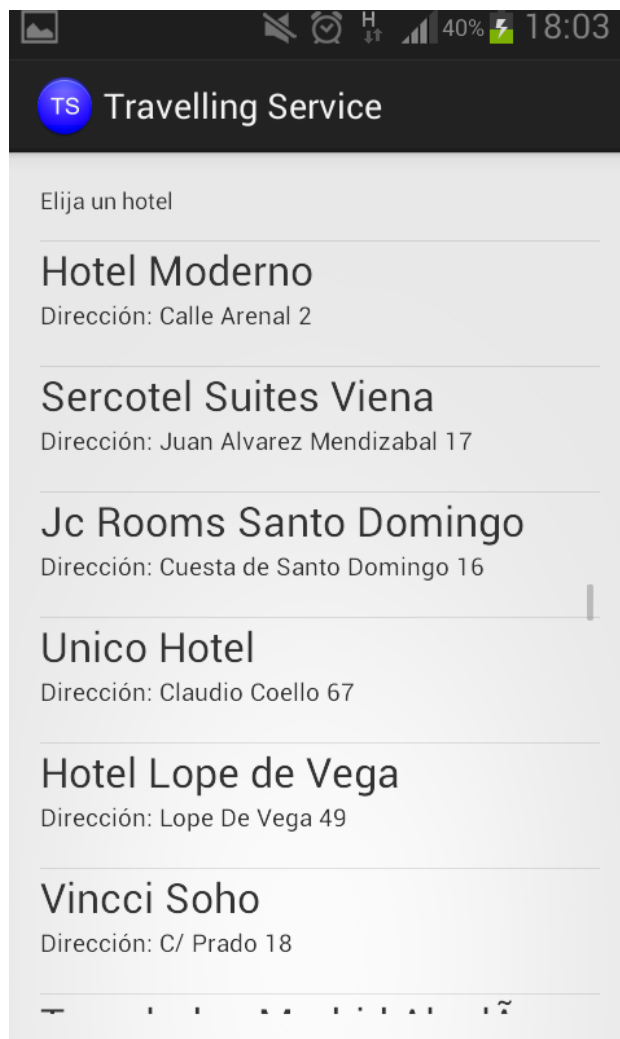 H
40%
18:03
TS
Travelling Service
Elija un hotel
Hotel Moderno
Dirección: Calle Arenal 2
Sercotel Suites Viena
Dirección: Juan Alvarez Mendizabal 17
Jc Rooms Santo Domingo
Dirección: Cuesta de Santo Domingo 16
Unico Hotel
Dirección: Claudio Coello 67
Hotel Lope de Vega
Dirección: Lope De Vega 49
Vincci Soho
Dirección: C/ Prado 18